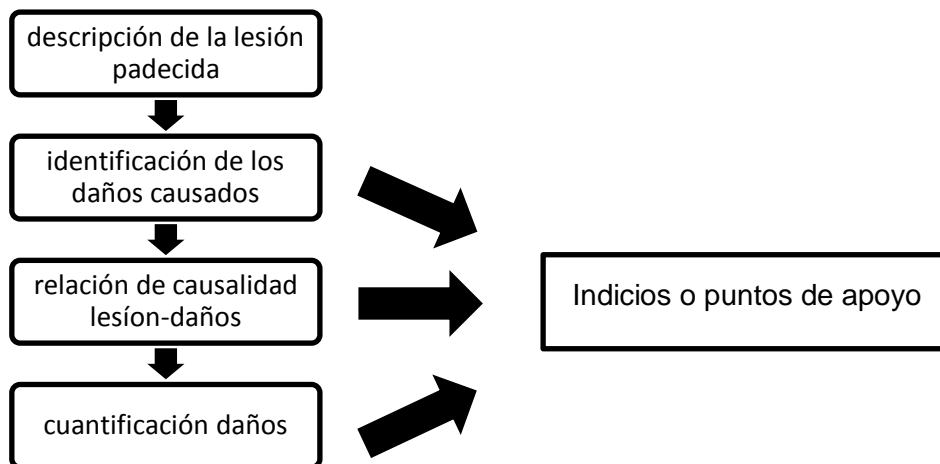 descripción de la lesión
padecida
identificación de los
daños causados
relación de causalidad
lesíon-daños
cuantificación daños
Indicios o puntos de apoyo